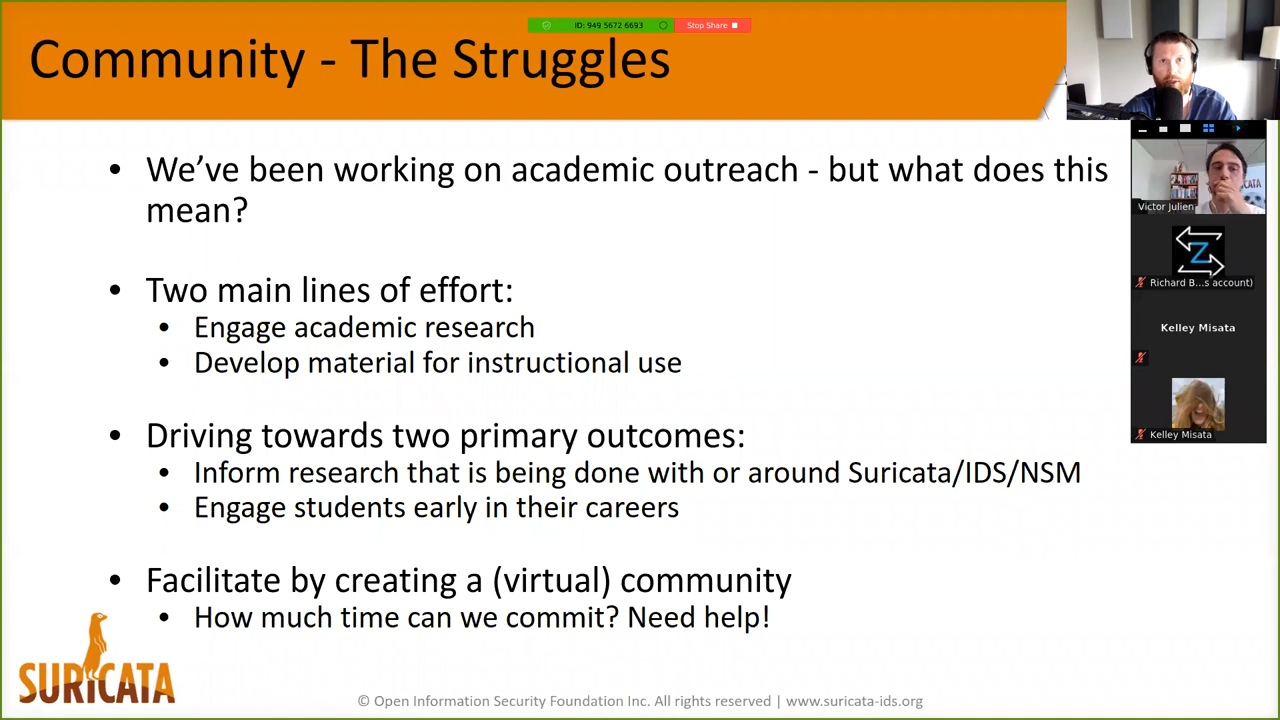 ID: 949 5672 6693
Stop Share
Community - The Struggles
• We've been working on academic outreach - but what does this
mean?
• Two main lines of effort:
• Engage academic research
• Develop material for instructional use
• Driving towards two primary outcomes:
• Inform research that is being done with or around Suricata/IDS/NSM
• Engage students early in their careers
• Facilitate by creating a (virtual) community
• How much time can we commit? Need help!
SURICATA
© Open Information Security Foundation Inc. All rights reserved | www.suricata-ids.org
CATA
Victor Julien
Z
Richard B...s account)
Kelley Misata
Kelley Misata